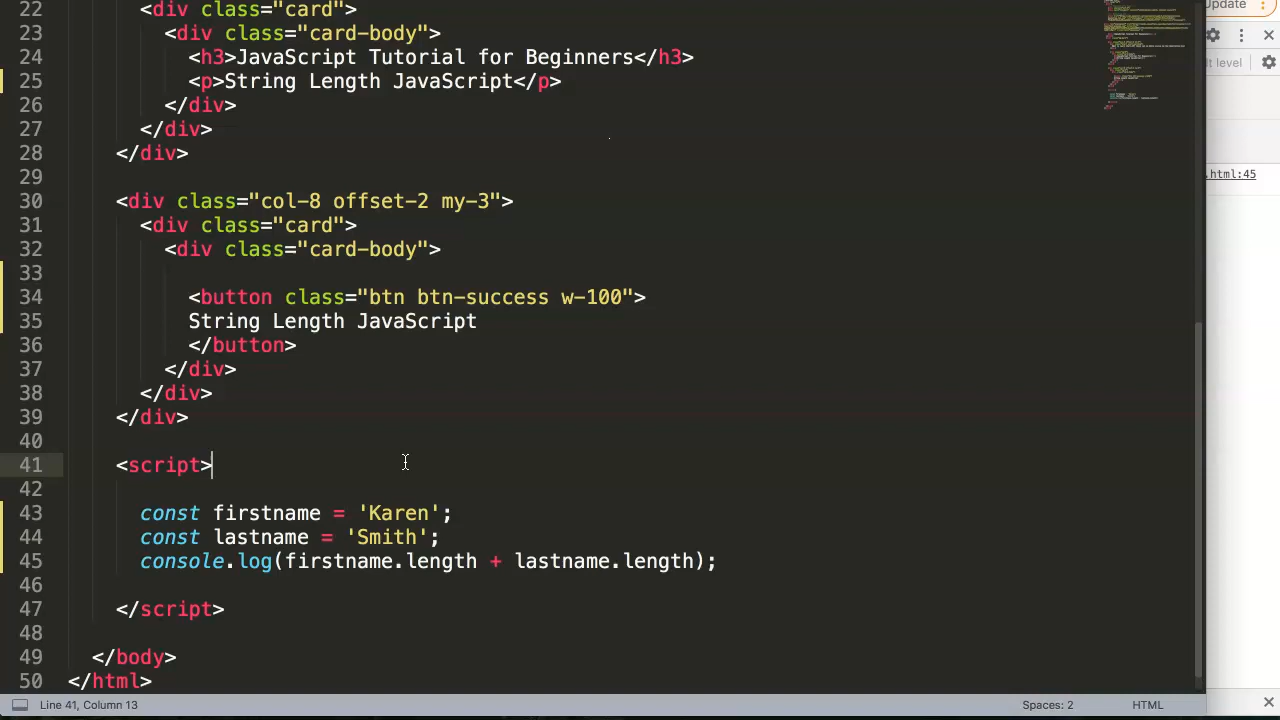 22 <div class="card">
23 <div class="card-body">
24 <h3>JavaScript Tutorial for Beginners</h3>
25 <p>String Length JavaScript</p>
26 </div>
27 </div>
28 </div>
29
30 <div class="col-8 offset-2 my-3">
31 <div class="card">
32 <div class="card-body">
33
34 <button class="btn btn-success w-100">
35 String Length JavaScript
36 </button>
37 </div>
38 </div>
39 </div>
40
41 <script>
42
43 const firstname = 'Karen';
44 const lastname = 'Smith';
45 console.log(firstname.length + lastname.length);
46
47 </script>
48
49 </body>
50 </html>
Line 41, Column 13
Spaces: 2
HTML
Update
lt level
.html:45